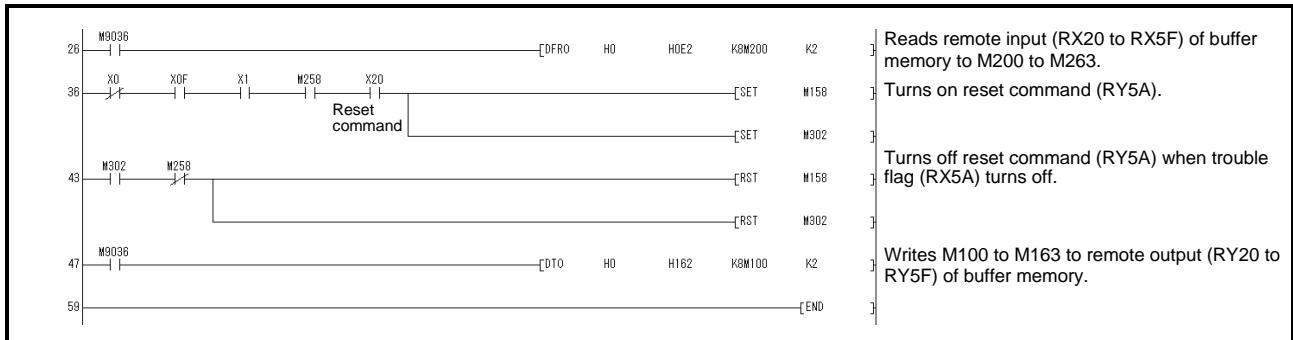 M9036
26 [DFRO H0 H0E2 K8M200 K2 ] Reads remote input (RX20 to RX5F) of buffer
memory to M200 to M263.
X0 X0F X1 M258 X20
36 [SET M158 ] Turns on reset command (RY5A).
Reset
command
[SET M302 ]
M302 M258
Turns off reset command (RY5A) when trouble
43 [RST M158 ] flag (RX5A) turns off.
[RST M302 ]
M9036
47 [DTO H0 H162 K8M100 K2 ] Writes M100 to M163 to remote output (RY20 to
RY5F) of buffer memory.
59 [END ]